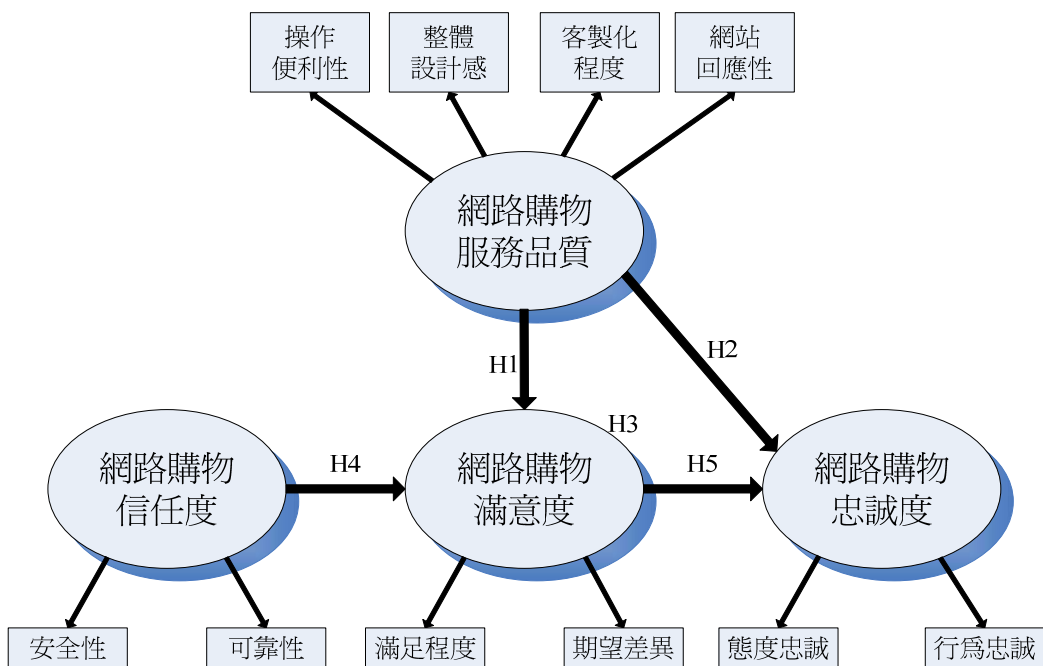 操作
便利性
整體
設計感
客製化
程度
網站
回應性
網路購物
服務品質
H1
H2
H3
網路購物
信任度
H4
網路購物
滿意度
H5
網路購物
忠誠度
安全性
可靠性
滿足程度
期望差異
態度忠誠
行為忠誠